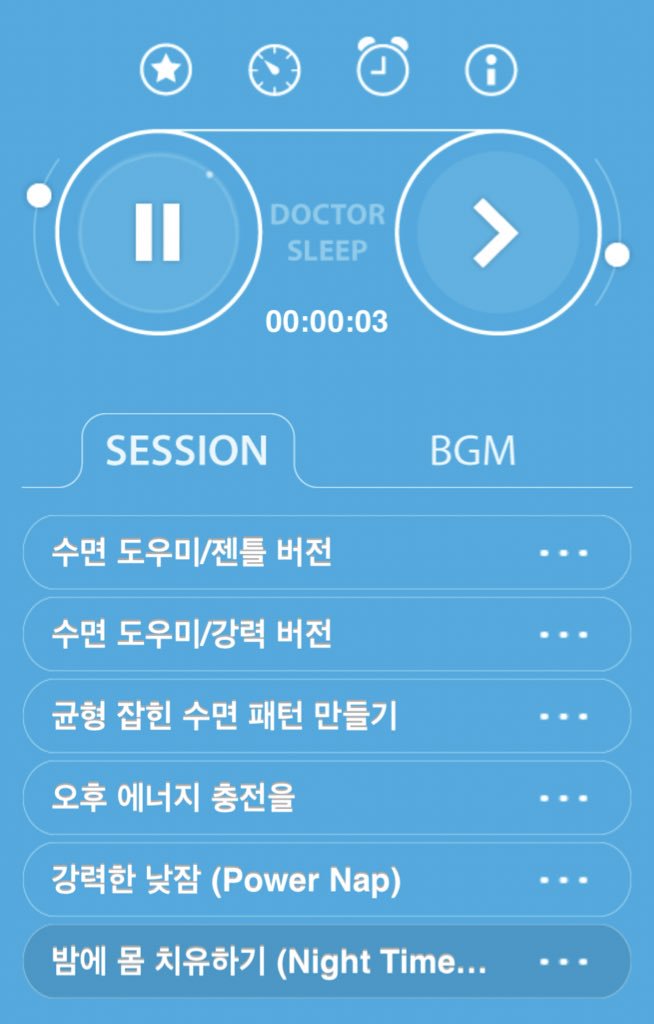 DOCTOR
SLEEP
00:00:03
SESSION
BGM
수면 도우미/젠틀 버전
수면 도우미/강력 버전
균형 잡힌 수면 패턴 만들기
오후 에너지 충전을
강력한 낮잠 (Power Nap)
밤에 몸 치유하기 (Night Time...